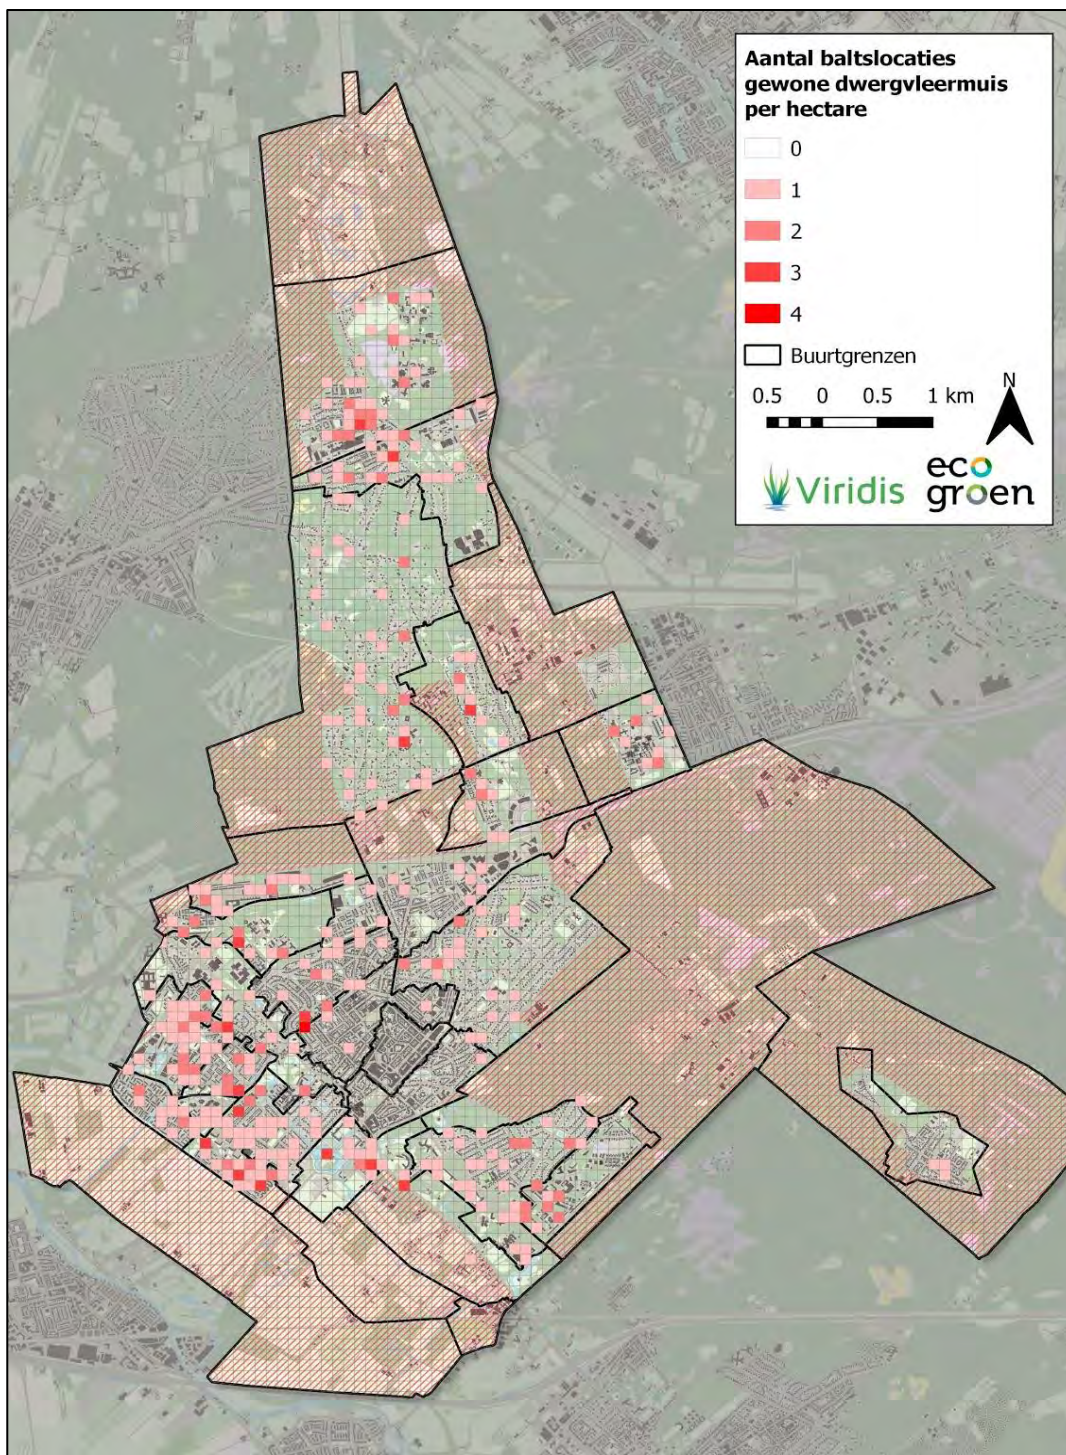 Aantal baltslocaties
gewone dwergvleermuis
per hectare
0
1
2
3
4
Buurtgrenzen
0.5 0 0.5 1 km
N
Viridis
eco
groen